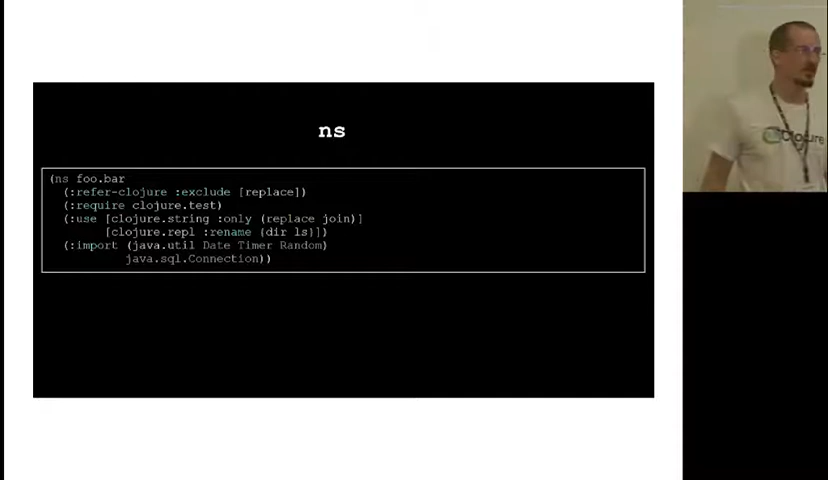 ns
(ns foo.bar
(:refer-clojure :exclude [replace])
(:require clojure.test)
(:use [clojure.string :only (replace join)]
[clojure.repl :rename {dir ls}])
(:import (java.util Date Timer Random)
java.sql.Connection))
Clojure